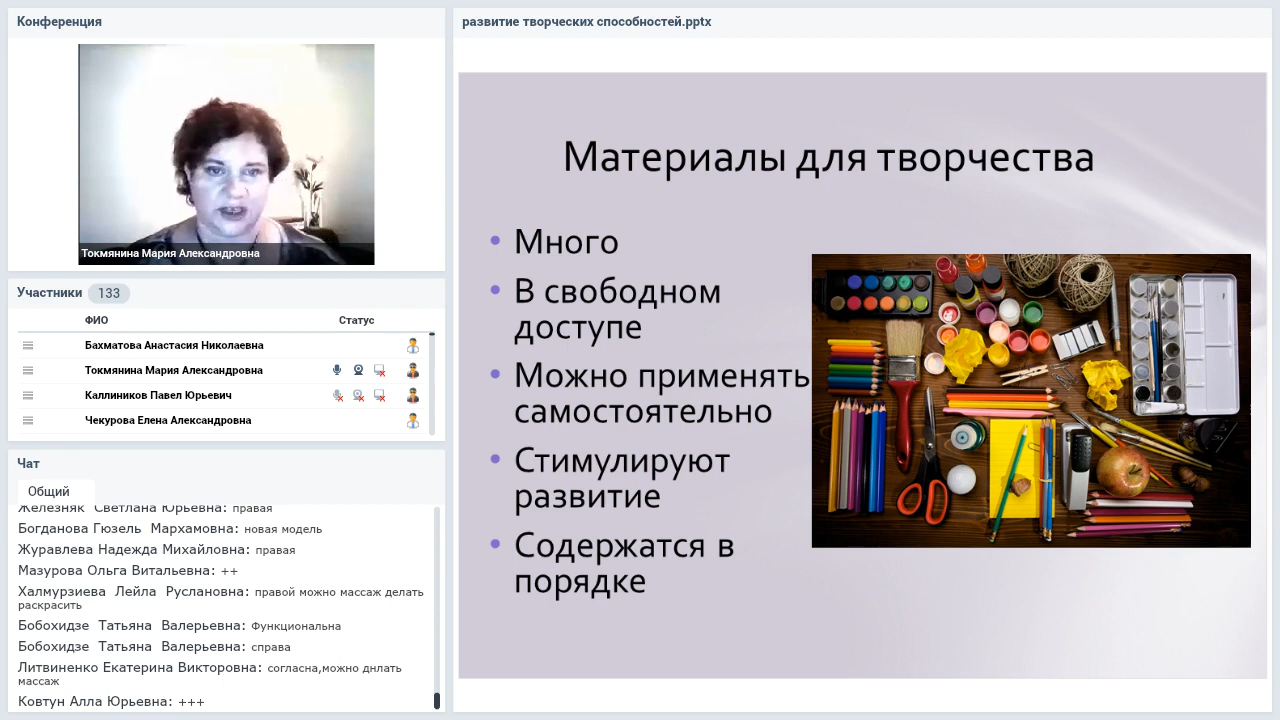 Конференция
Токмянина Мария Александровна
Участники 133
ФИО Статус
Бахматова Анастасия Николаевна
Токмянина Мария Александровна
Каллиников Павел Юрьевич
Чекурова Елена Александровна
Чат
Общий
Железняк Светлана Юрьевна: правая
Богданова Гюзель Мархамовна: новая модель
Журавлева Надежда Михайловна: правая
Мазурова Ольга Витальевна: ++
Халмурзиева Лейла Руслановна: правой можно массаж делать
раскрасить
Бобохидзе Татьяна Валерьевна: Функциональна
Бобохидзе Татьяна Валерьевна: справа
Литвиненко Екатерина Викторовна: согласна,можно днлать
массаж
Ковтун Алла Юрьевна: +++
развитие творческих способностей.pptx
Материалы для творчества
• Много
• В свободном
доступе
• Можно применять
самостоятельно
• Стимулируют
развитие
• Содержатся в
порядке